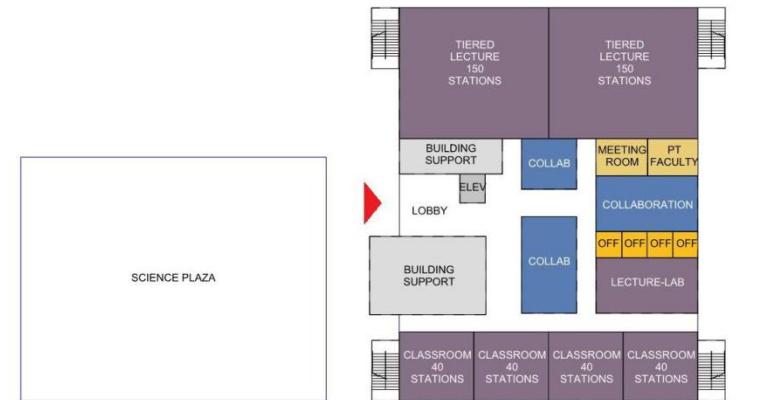 TIERED
LECTURE
150
STATIONS
TIERED
LECTURE
150
STATIONS
BUILDING
SUPPORT
COLLAB
MEETING
ROOM
PT
FACULTY
ELEV
LOBBY
COLLABORATION
OFF OFF OFF OFF
BUILDING
SUPPORT
COLLAB
LECTURE-LAB
SCIENCE PLAZA
CLASSROOM
40
STATIONS
CLASSROOM
40
STATIONS
CLASSROOM
40
STATIONS
CLASSROOM
40
STATIONS